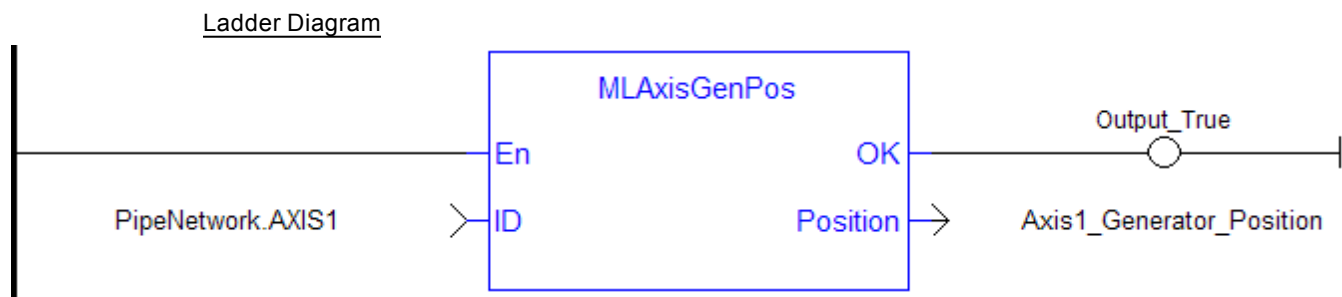 Ladder Diagram
MLAxisGenPos
Output_True
En
OK
PipeNetwork.AXIS1
ID
Position
Axis1_Generator_Position